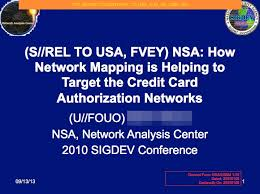 SIGDEV
(S//REL TO USA, FVEY) NSA: How
Network Mapping is Helping to
Target the Credit Card
Authorization Networks
(U//FOUO)
NSA, Network Analysis Center
2010 SIGDEV Conference
09/13/13
1